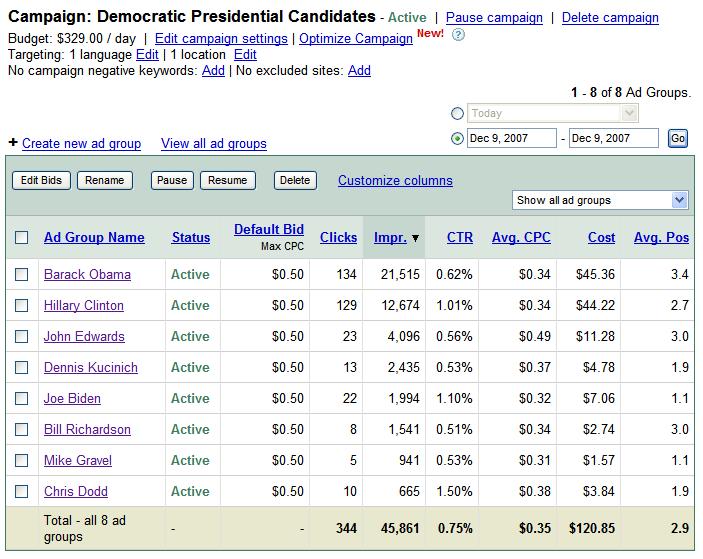 Campaign: Democratic Presidential Candidates - Active | Pause campaign | Delete campaign
Budget: $329.00 / day | Edit campaign settings | Optimize Campaign New! ?
Targeting: 1 language Edit | 1 location Edit
No campaign negative keywords: Add | No excluded sites: Add
1 - 8 of 8 Ad Groups.
Today
+ Create new ad group View all ad groups Dec 9, 2007 - Dec 9, 2007 Go
Edit Bids Rename Pause Resume Delete Customize columns
Show all ad groups
Ad Group Name Status Default Bid Max CPC Clicks Impr. ▼ CTR Avg. CPC Cost Avg. Pos
Barack Obama Active $0.50 134 21,515 0.62% $0.34 $45.36 3.4
Hillary Clinton Active $0.50 129 12,674 1.01% $0.34 $44.22 2.7
John Edwards Active $0.50 23 4,096 0.56% $0.49 $11.28 3.0
Dennis Kucinich Active $0.50 13 2,435 0.53% $0.37 $4.78 1.9
Joe Biden Active $0.50 22 1,994 1.10% $0.32 $7.06 1.1
Bill Richardson Active $0.50 8 1,541 0.51% $0.34 $2.74 3.0
Mike Gravel Active $0.50 5 941 0.53% $0.31 $1.57 1.1
Chris Dodd Active $0.50 10 665 1.50% $0.38 $3.84 1.9
Total - all 8 ad groups - - 344 45,861 0.75% $0.35 $120.85 2.9